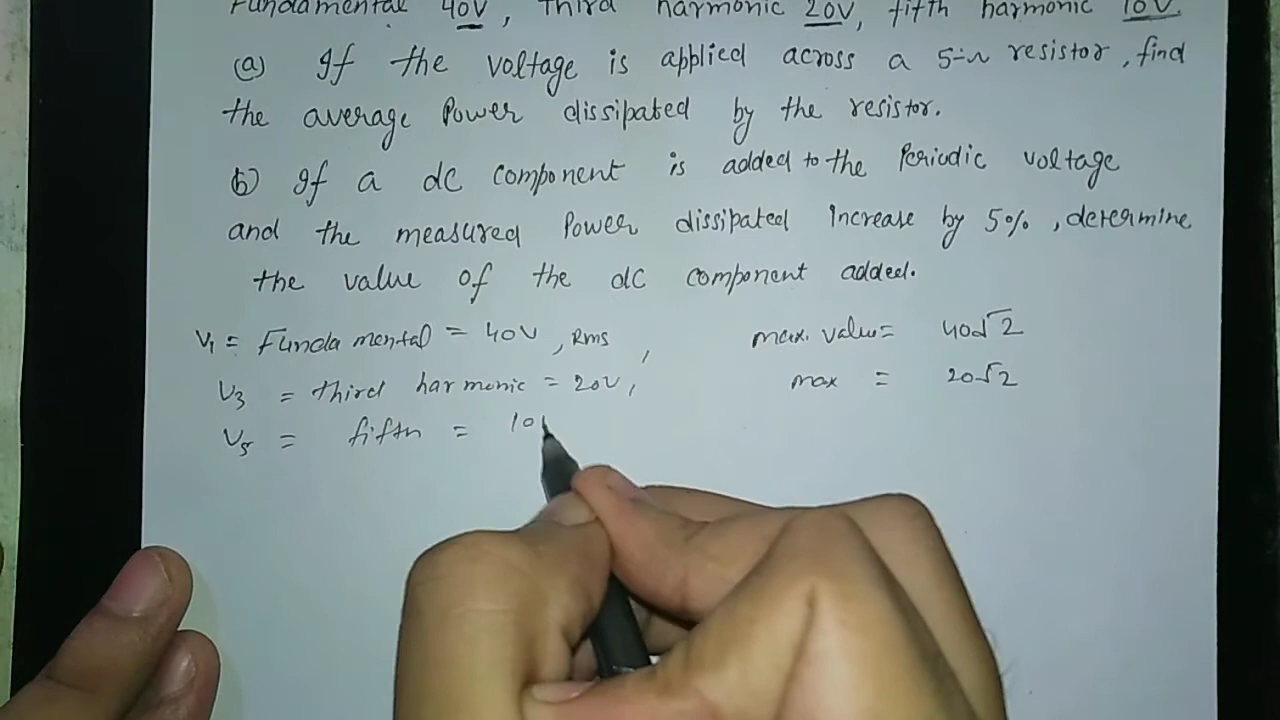 Fundamental 40V, Third harmonic 20V, fifth harmonic 10V.
(a) If the voltage is applied across a 5-Ω resistor, find
the average Power dissipated by the resistor.
(b) If a dc component is added to the Periodic voltage
and the measured Power dissipated Increase by 5%, determine
the value of the dc component added.
V1 = Fundamental = 40V, RMS, max. value = 40√2
V3 = third harmonic = 20V, max = 20√2
V5 = fifth = 10